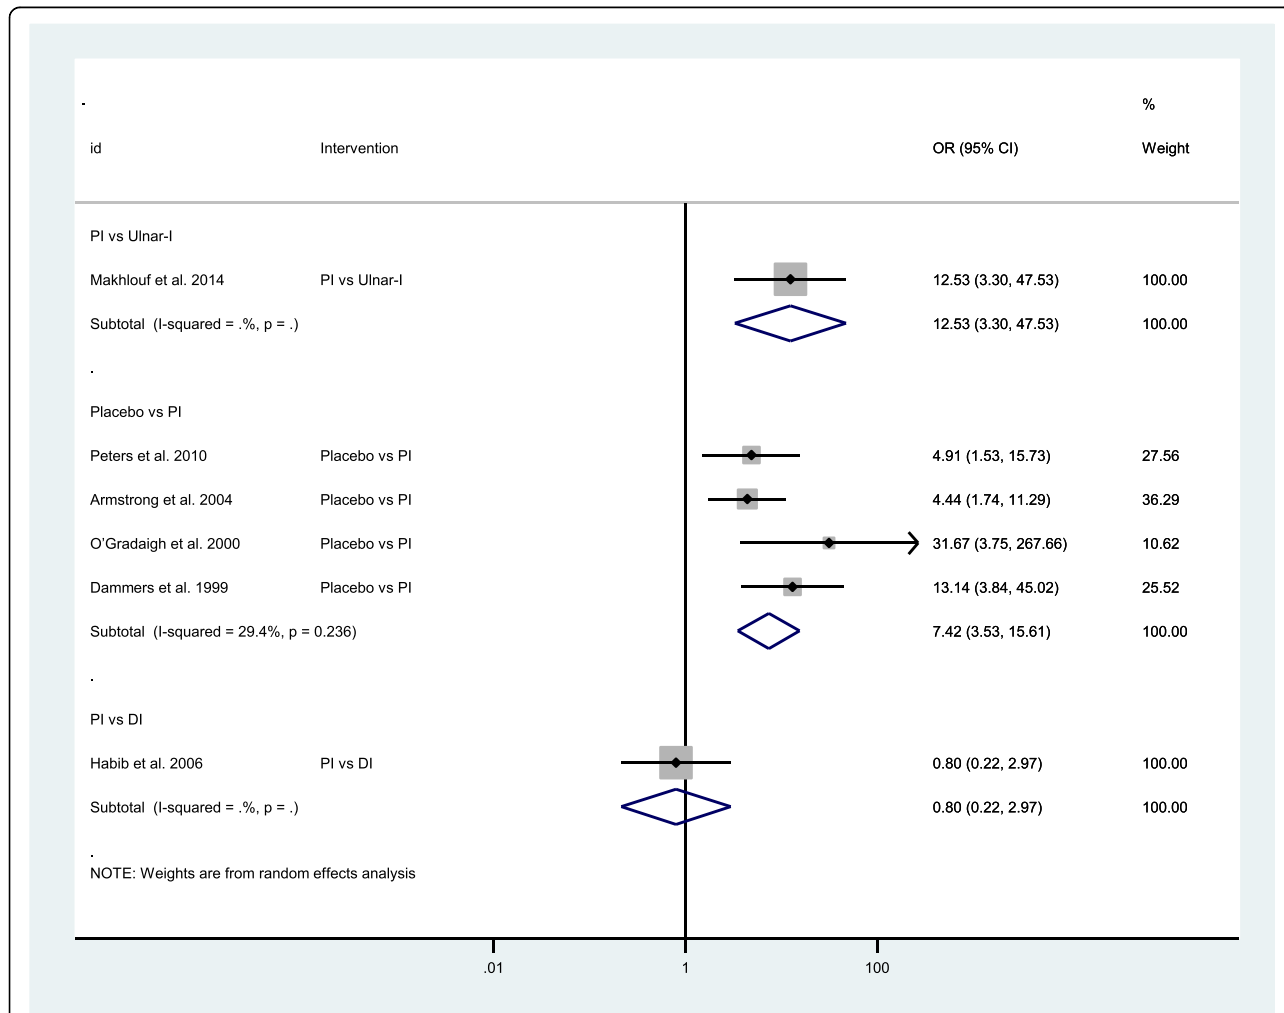 .
%
id Intervention OR (95% CI) Weight
PI vs Ulnar-I
Makhlouf et al. 2014 PI vs Ulnar-I 12.53 (3.30, 47.53) 100.00
Subtotal (I-squared = .%, p = .) 12.53 (3.30, 47.53) 100.00
.
Placebo vs PI
Peters et al. 2010 Placebo vs PI 4.91 (1.53, 15.73) 27.56
Armstrong et al. 2004 Placebo vs PI 4.44 (1.74, 11.29) 36.29
O'Gradaigh et al. 2000 Placebo vs PI 31.67 (3.75, 267.66) 10.62
Dammers et al. 1999 Placebo vs PI 13.14 (3.84, 45.02) 25.52
Subtotal (I-squared = 29.4%, p = 0.236) 7.42 (3.53, 15.61) 100.00
.
PI vs DI
Habib et al. 2006 PI vs DI 0.80 (0.22, 2.97) 100.00
Subtotal (I-squared = .%, p = .) 0.80 (0.22, 2.97) 100.00
.
NOTE: Weights are from random effects analysis
.01 1 100